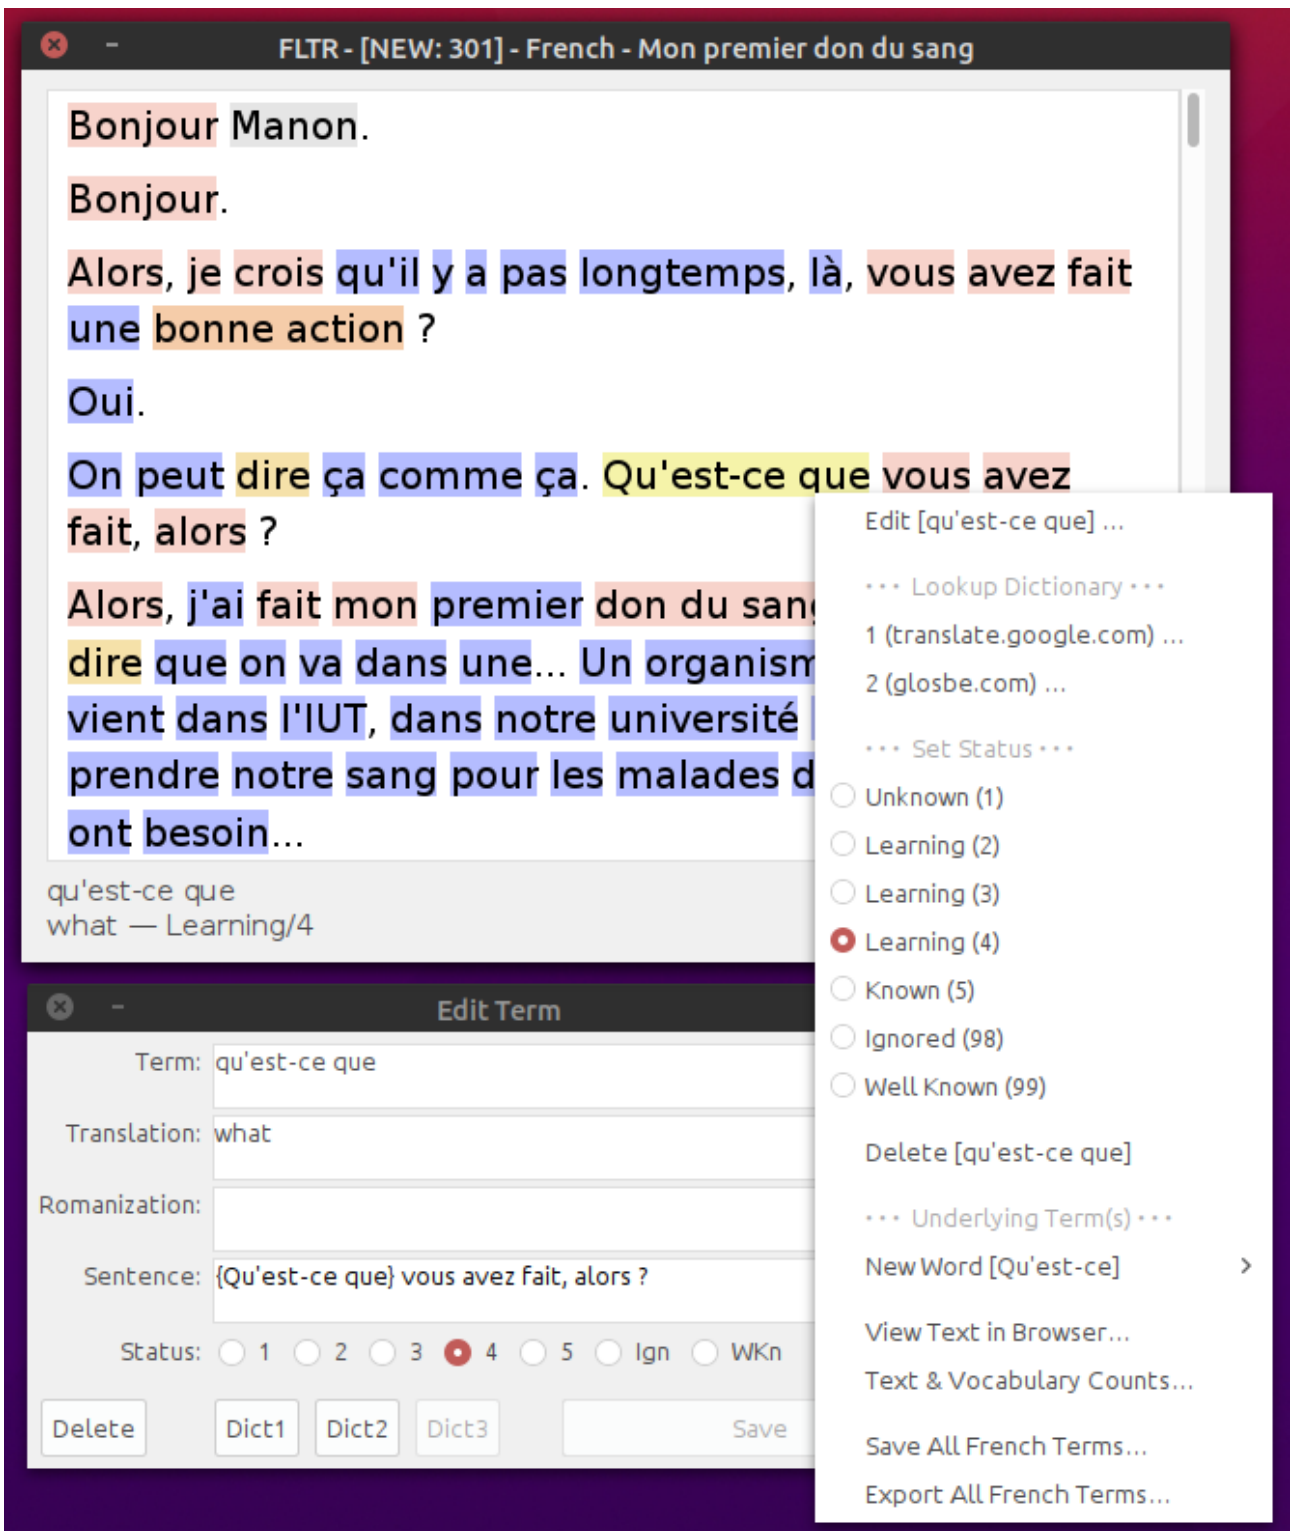 FLTR - [NEW: 301] - French - Mon premier don du sang
Bonjour Manon.
Bonjour.
Alors, je crois qu'il y a pas longtemps, là, vous avez fait
une bonne action ?
Oui.
On peut dire ça comme ça. Qu'est-ce que vous avez
fait, alors ?
Alors, j'ai fait mon premier don du sang
dire que on va dans une... Un organism
vient dans l'IUT, dans notre université
prendre notre sang pour les malades d
ont besoin...
qu'est-ce que
what — Learning/4
Edit [qu'est-ce que] ...
··· Lookup Dictionary ···
1 (translate.google.com) ...
2 (glosbe.com) ...
··· Set Status ···
Unknown (1)
Learning (2)
Learning (3)
Learning (4)
Known (5)
Ignored (98)
Well Known (99)
Delete [qu'est-ce que]
··· Underlying Term(s) ···
New Word [Qu'est-ce]
View Text in Browser...
Text & Vocabulary Counts...
Save All French Terms...
Export All French Terms...
Edit Term
Term: qu'est-ce que
Translation: what
Romanization:
Sentence: {Qu'est-ce que} vous avez fait, alors ?
Status: 1 2 3 4 5 Ign WKn
Delete Dict1 Dict2 Dict3 Save